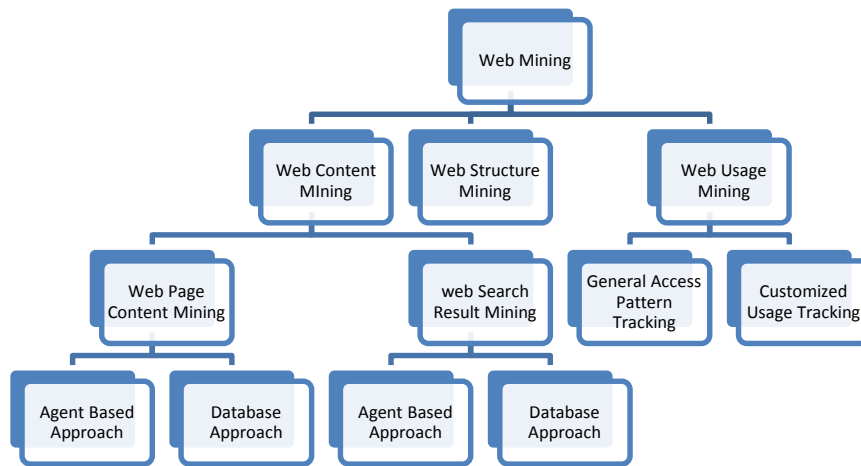 Web Mining
Web Content
MIning
Web Structure
Mining
Web Usage
Mining
Web Page
Content Mining
web Search
Result Mining
General Access
Pattern
Tracking
Customized
Usage Tracking
Agent Based
Approach
Database
Approach
Agent Based
Approach
Database
Approach